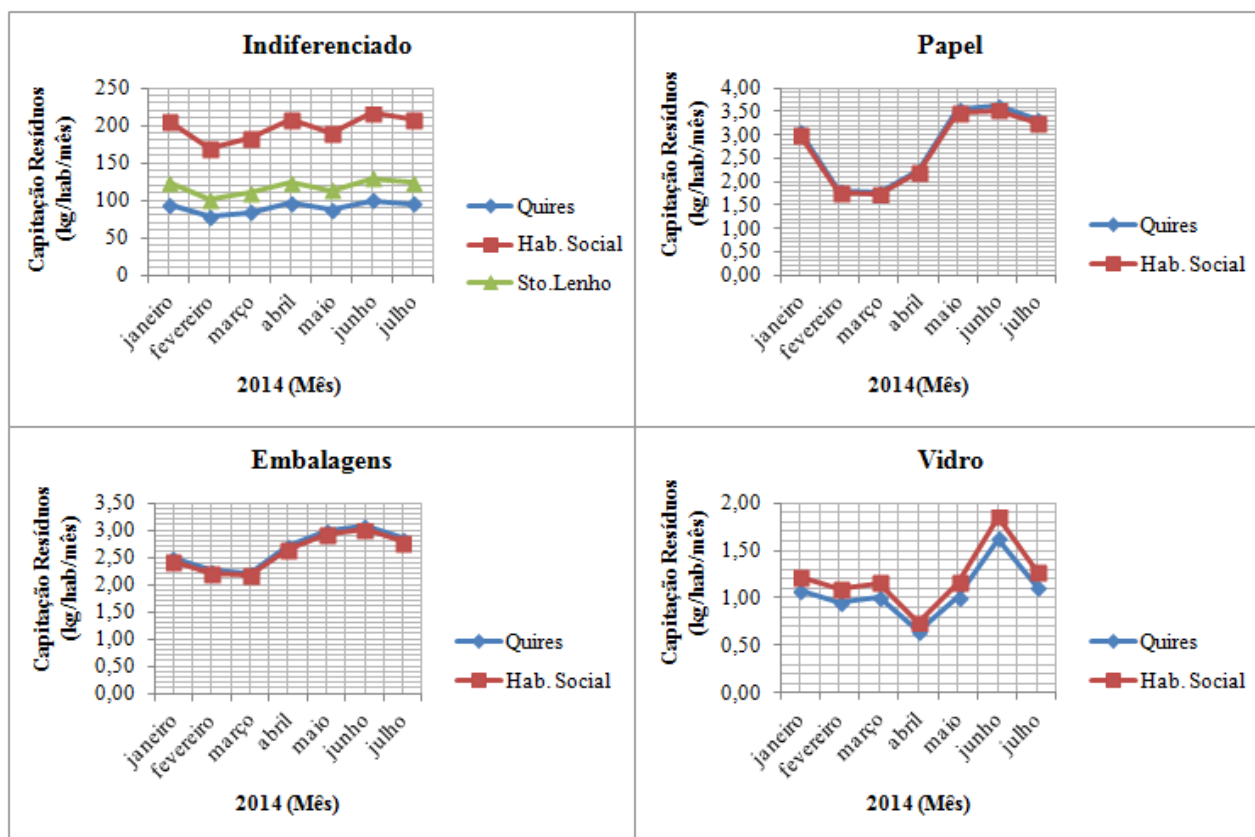 Indiferenciado
Capitação Resíduos
(kg/hab/mês)
250
200
150
100
50
0
janeiro
fevereiro
março
abril
maio
junho
julho
2014 (Mês)
Quires
Hab. Social
Sto.Lenho
Papel
Capitação Resíduos
(kg/hab/mês)
4,00
3,50
3,00
2,50
2,00
1,50
1,00
0,50
0,00
janeiro
fevereiro
março
abril
maio
junho
julho
2014(Mês)
Quires
Hab. Social
Embalagens
Capitação Resíduos
(kg/hab/mês)
3,50
3,00
2,50
2,00
1,50
1,00
0,50
0,00
janeiro
fevereiro
março
abril
maio
junho
julho
2014 (Mês)
Quires
Hab. Social
Vidro
Capitação Resíduos
(kg/hab/mês)
2,00
1,50
1,00
0,50
0,00
janeiro
fevereiro
março
abril
maio
junho
julho
2014 (Mês)
Quires
Hab. Social